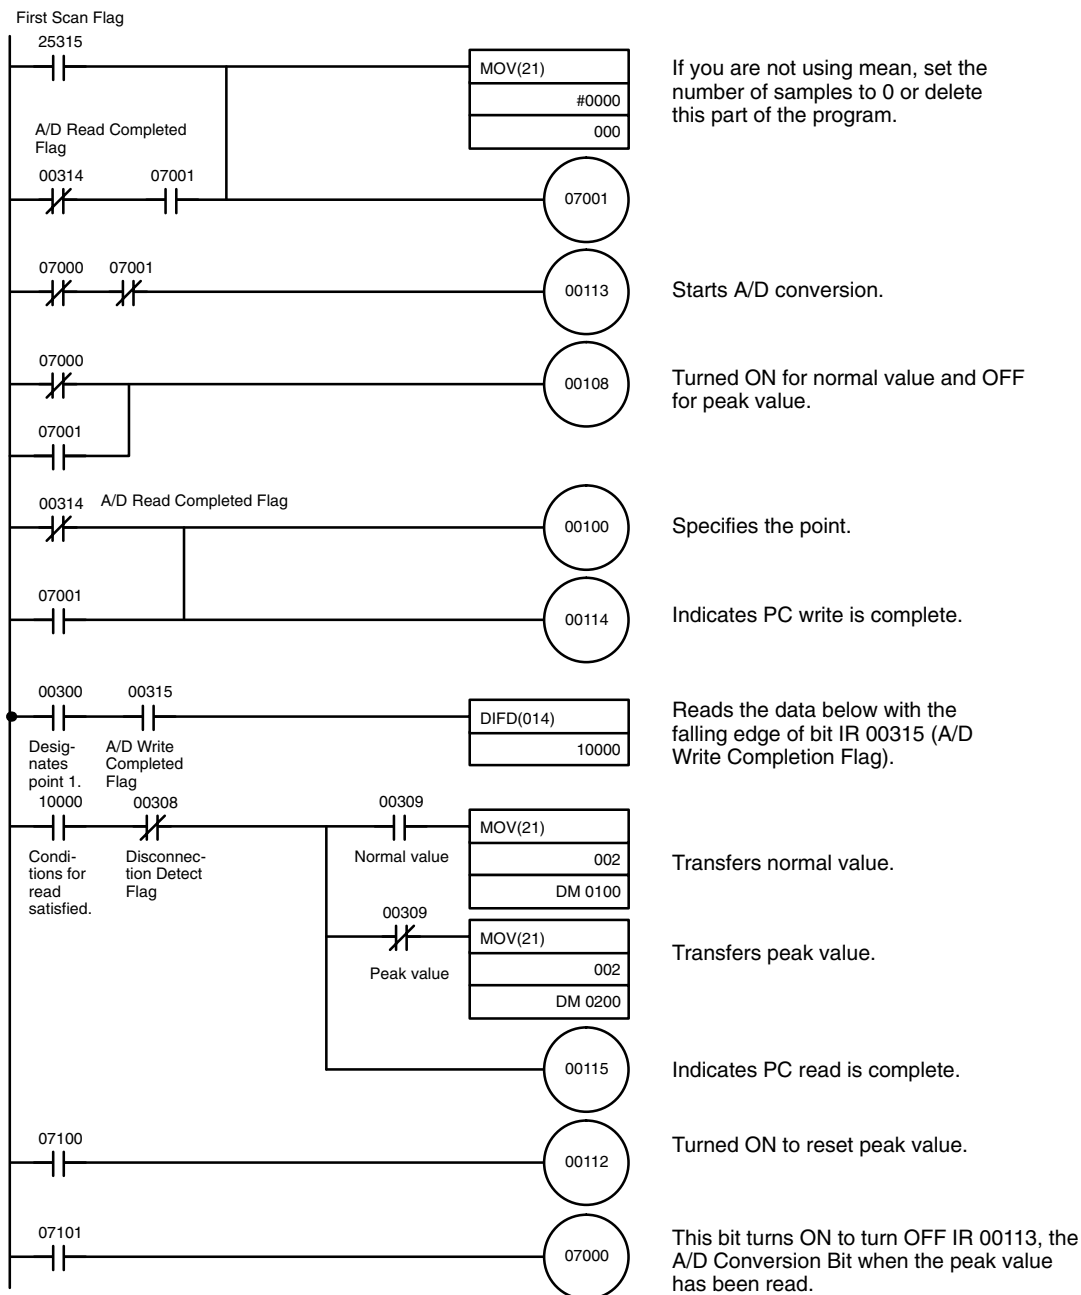 First Scan Flag
25315
MOV(21)
#0000
000
If you are not using mean, set the
number of samples to 0 or delete
this part of the program.
A/D Read Completed
Flag
00314 07001
07001
07000 07001
00113
Starts A/D conversion.
07000
00108
Turned ON for normal value and OFF
for peak value.
07001
00314 A/D Read Completed Flag
00100
Specifies the point.
07001
00114
Indicates PC write is complete.
00300 00315
DIFD(014)
10000
Reads the data below with the
falling edge of bit IR 00315 (A/D
Write Completion Flag).
Desig-
nates
point 1.
A/D Write
Completed
Flag
10000 00308 00309
MOV(21)
002
DM 0100
Condi-
tions for
read
satisfied.
Disconnec-
tion Detect
Flag
Normal value
Transfers normal value.
00309
MOV(21)
002
DM 0200
Peak value
Transfers peak value.
00115
Indicates PC read is complete.
07100
00112
Turned ON to reset peak value.
07101
07000
This bit turns ON to turn OFF IR 00113, the
A/D Conversion Bit when the peak value
has been read.